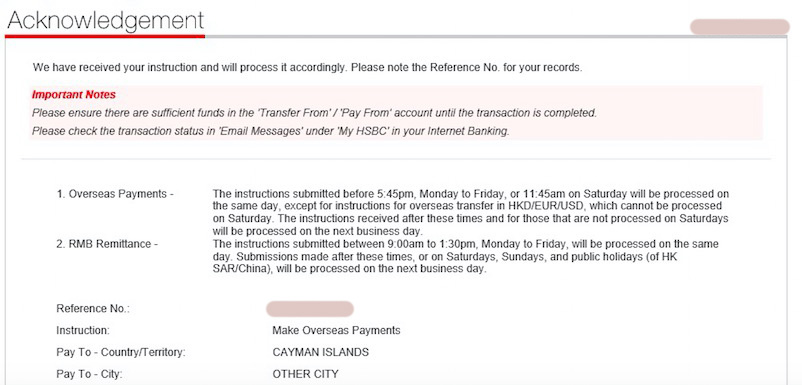 Acknowledgement
We have received your instruction and will process it accordingly. Please note the Reference No. for your records.
Important Notes
Please ensure there are sufficient funds in the 'Transfer From' / 'Pay From' account until the transaction is completed.
Please check the transaction status in 'Email Messages' under 'My HSBC' in your Internet Banking.
1. Overseas Payments - The instructions submitted before 5:45pm, Monday to Friday, or 11:45am on Saturday will be processed on
the same day, except for instructions for overseas transfer in HKD/EUR/USD, which cannot be processed
on Saturday. The instructions received after these times and for those that are not processed on Saturdays
will be processed on the next business day.
2. RMB Remittance - The instructions submitted between 9:00am to 1:30pm, Monday to Friday, will be processed on the same
day. Submissions made after these times, or on Saturdays, Sundays, and public holidays (of HK
SAR/China), will be processed on the next business day.
Reference No.:
Instruction: Make Overseas Payments
Pay To - Country/Territory: CAYMAN ISLANDS
Pay To - City: OTHER CITY